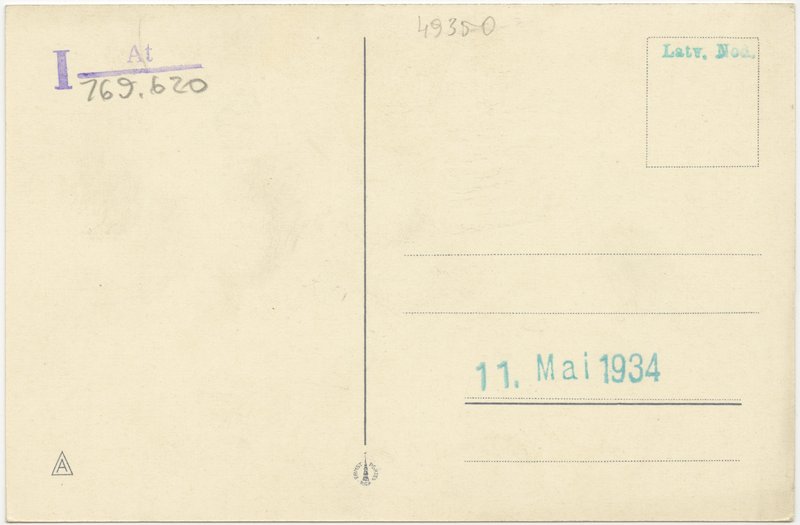 49350
Latv. Nod.
I At
769.620
11. Mai 1934
A